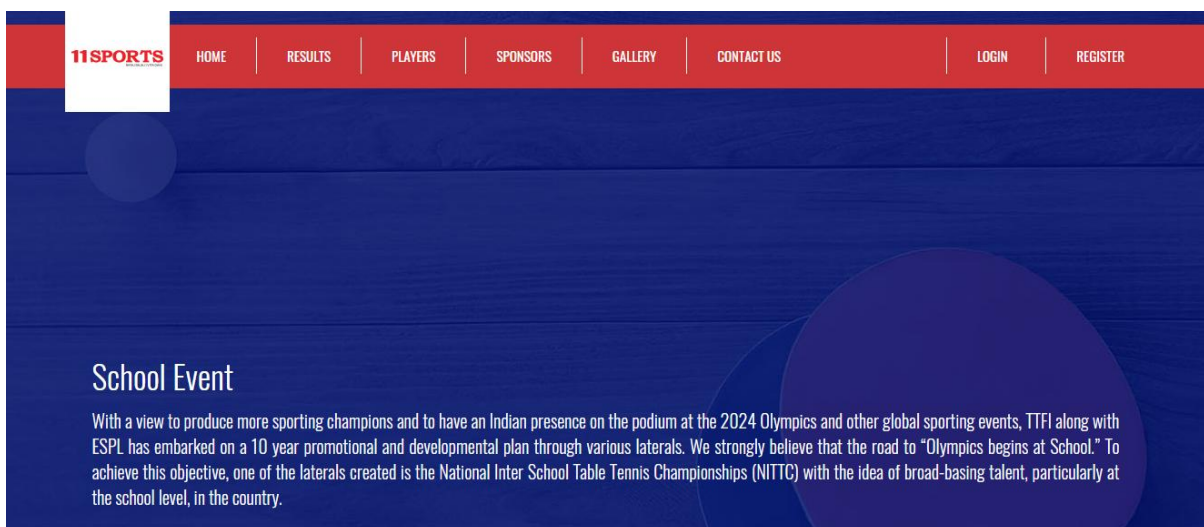 11SPORTS
HOME
RESULTS
PLAYERS
SPONSORS
GALLERY
CONTACT US
LOGIN
REGISTER
School Event
With a view to produce more sporting champions and to have an Indian presence on the podium at the 2024 Olympics and other global sporting events, TTFI along with
ESPL has embarked on a 10 year promotional and developmental plan through various laterals. We strongly believe that the road to “Olympics begins at School.” To
achieve this objective, one of the laterals created is the National Inter School Table Tennis Championships (NITTC) with the idea of broad-basing talent, particularly at
the school level, in the country.